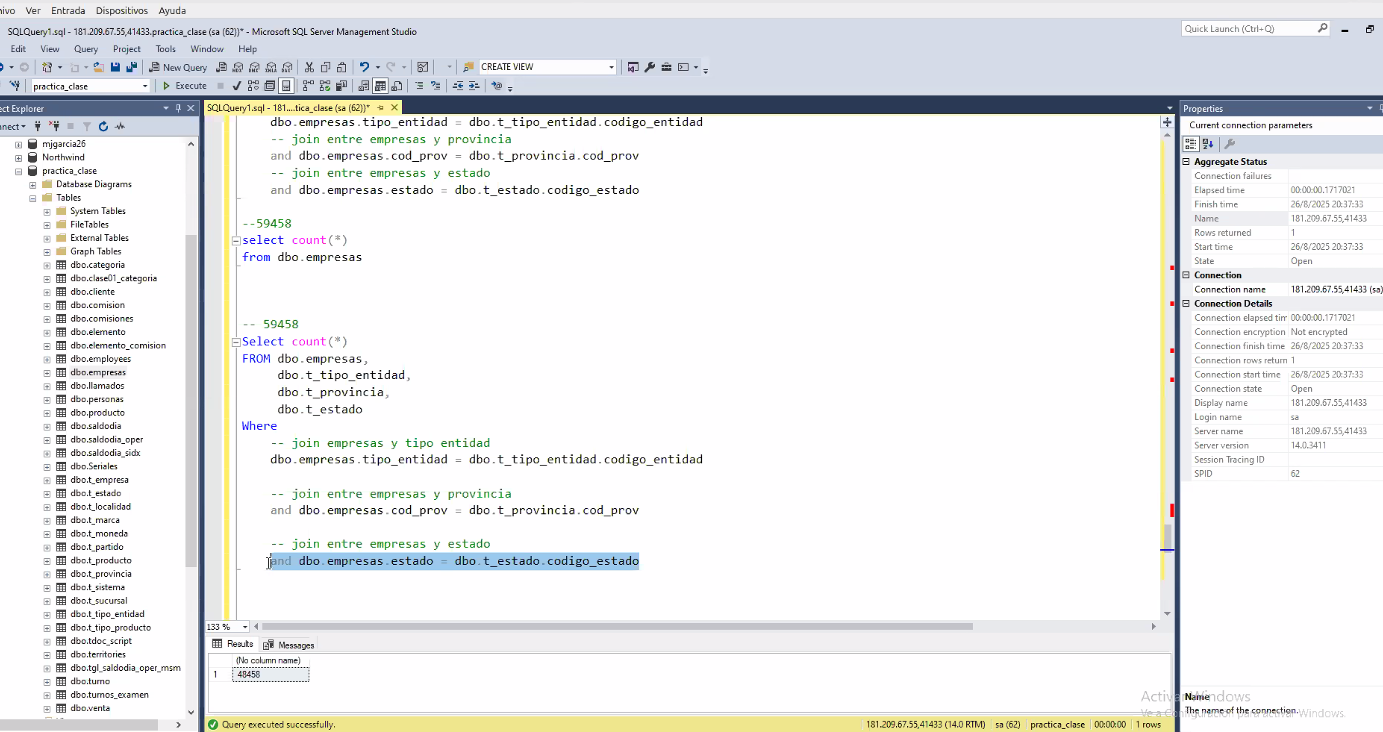 ivo Ver Entrada Dispositivos Ayuda
SQLQuery1.sql - 181.209.67.55,41433.practica_clase (sa (62))* - Microsoft SQL Server Management Studio
Quick Launch (Ctrl+Q)
Edit View Query Project Tools Window Help
New Query
CREATE VIEW
practica_clase
Execute
ect Explorer
SQLQuery1.sql - 181....tica_clase (sa (62))*
Properties
nnect
Current connection parameters
mjgarcia26
Northwind
practica_clase
Database Diagrams
Tables
System Tables
FileTables
External Tables
Graph Tables
dbo.categoria
dbo.clase01_categoria
dbo.cliente
dbo.comision
dbo.comisiones
dbo.elemento
dbo.elemento_comision
dbo.employees
dbo.empresas
dbo.llamados
dbo.personas
dbo.producto
dbo.saldodia
dbo.saldodia_oper
dbo.saldodia_sidx
dbo.Seriales
dbo.t_empresa
dbo.t_estado
dbo.t_localidad
dbo.t_marca
dbo.t_moneda
dbo.t_partido
dbo.t_producto
dbo.t_provincia
dbo.t_sistema
dbo.t_sucursal
dbo.t_tipo_entidad
dbo.t_tipo_producto
dbo.tdoc_script
dbo.territories
dbo.tgl_saldodia_oper_msm
dbo.turno
dbo.turnos_examen
dbo.venta
dbo.empresas.tipo_entidad = dbo.t_tipo_entidad.codigo_entidad
-- join entre empresas y provincia
and dbo.empresas.cod_prov = dbo.t_provincia.cod_prov
-- join entre empresas y estado
and dbo.empresas.estado = dbo.t_estado.codigo_estado
--59458
select count(*)
from dbo.empresas
-- 59458
Select count(*)
FROM dbo.empresas,
dbo.t_tipo_entidad,
dbo.t_provincia,
dbo.t_estado
Where
-- join empresas y tipo entidad
dbo.empresas.tipo_entidad = dbo.t_tipo_entidad.codigo_entidad
-- join entre empresas y provincia
and dbo.empresas.cod_prov = dbo.t_provincia.cod_prov
-- join entre empresas y estado
and dbo.empresas.estado = dbo.t_estado.codigo_estado
133 %
Results Messages
(No column name)
1 48458
Query executed successfully.
181.209.67.55,41433 (14.0 RTM) sa (62) practica_clase 00:00:00 1 rows
Aggregate Status
Connection failures
Elapsed time 00:00:00.1717021
Finish time 26/8/2025 20:37:33
Name 181.209.67.55,41433
Rows returned 1
Start time 26/8/2025 20:37:33
State Open
Connection
Connection name 181.209.67.55,41433 (sa)
Connection Details
Connection elapsed tim 00:00:00.1717021
Connection encryption Not encrypted
Connection finish time 26/8/2025 20:37:33
Connection rows return 1
Connection start time 26/8/2025 20:37:33
Connection state Open
Display name 181.209.67.55,41433
Login name sa
Server name 181.209.67.55,41433
Server version 14.0.3411
Session Tracing ID
SPID 62
Name
The name of the connection.
Activar Windows
Ve a Configuración para activar Windows.